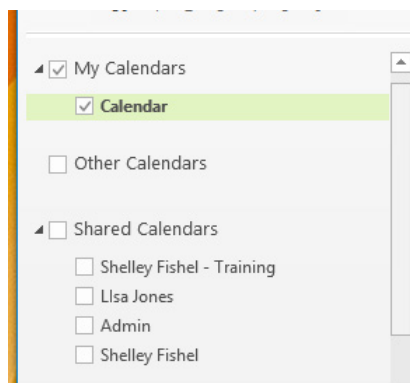 My Calendars
Calendar
Other Calendars
Shared Calendars
Shelley Fishel - Training
LIsa Jones
Admin
Shelley Fishel